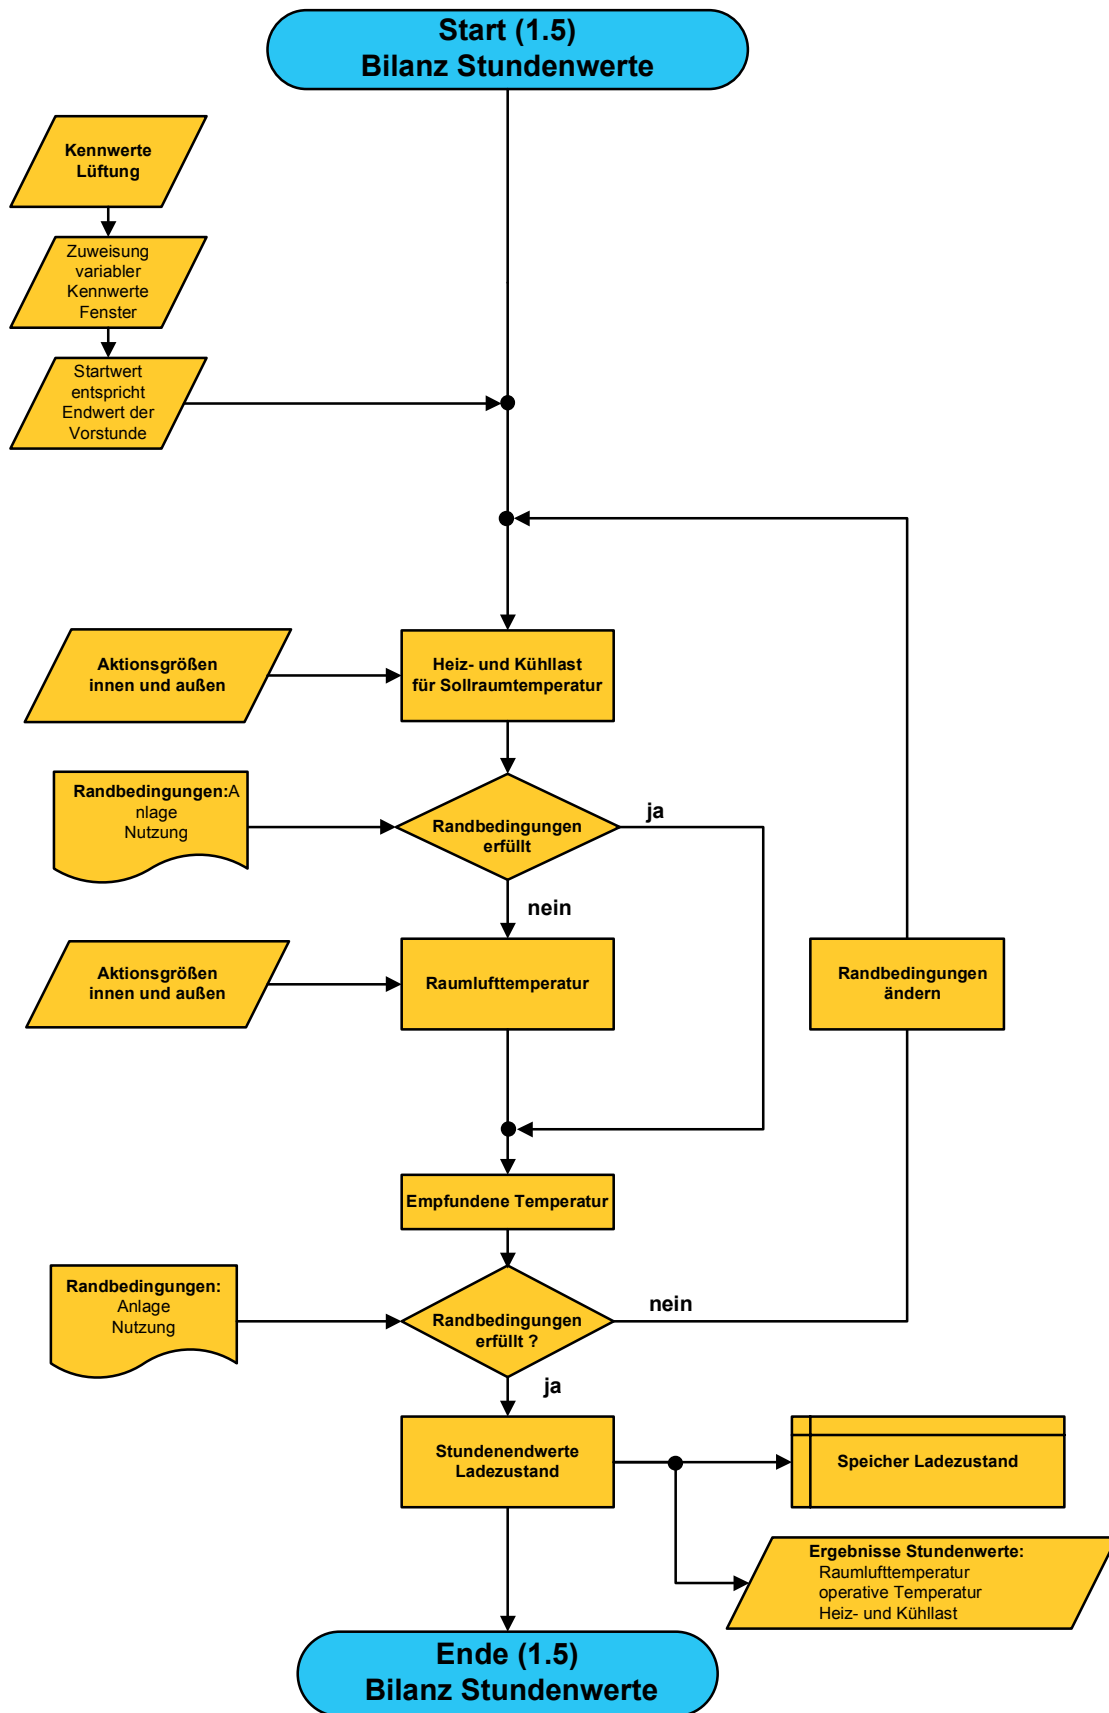 Start (1.5)
Bilanz Stundenwerte
Kennwerte
Lüftung
Zuweisung
variabler
Kennwerte
Fenster
Startwert
entspricht
Endwert der
Vorstunde
Aktionsgrößen
innen und außen
Heiz- und Kühllast
für Sollraumtemperatur
Randbedingungen:A
nlage
Nutzung
Randbedingungen
erfüllt
ja
nein
Aktionsgrößen
innen und außen
Raumlufttemperatur
Randbedingungen
ändern
Empfundene Temperatur
Randbedingungen:
Anlage
Nutzung
Randbedingungen
erfüllt ?
nein
ja
Stundenendwerte
Ladezustand
Speicher Ladezustand
Ergebnisse Stundenwerte:
Raumlufttemperatur
operative Temperatur
Heiz- und Kühllast
Ende (1.5)
Bilanz Stundenwerte